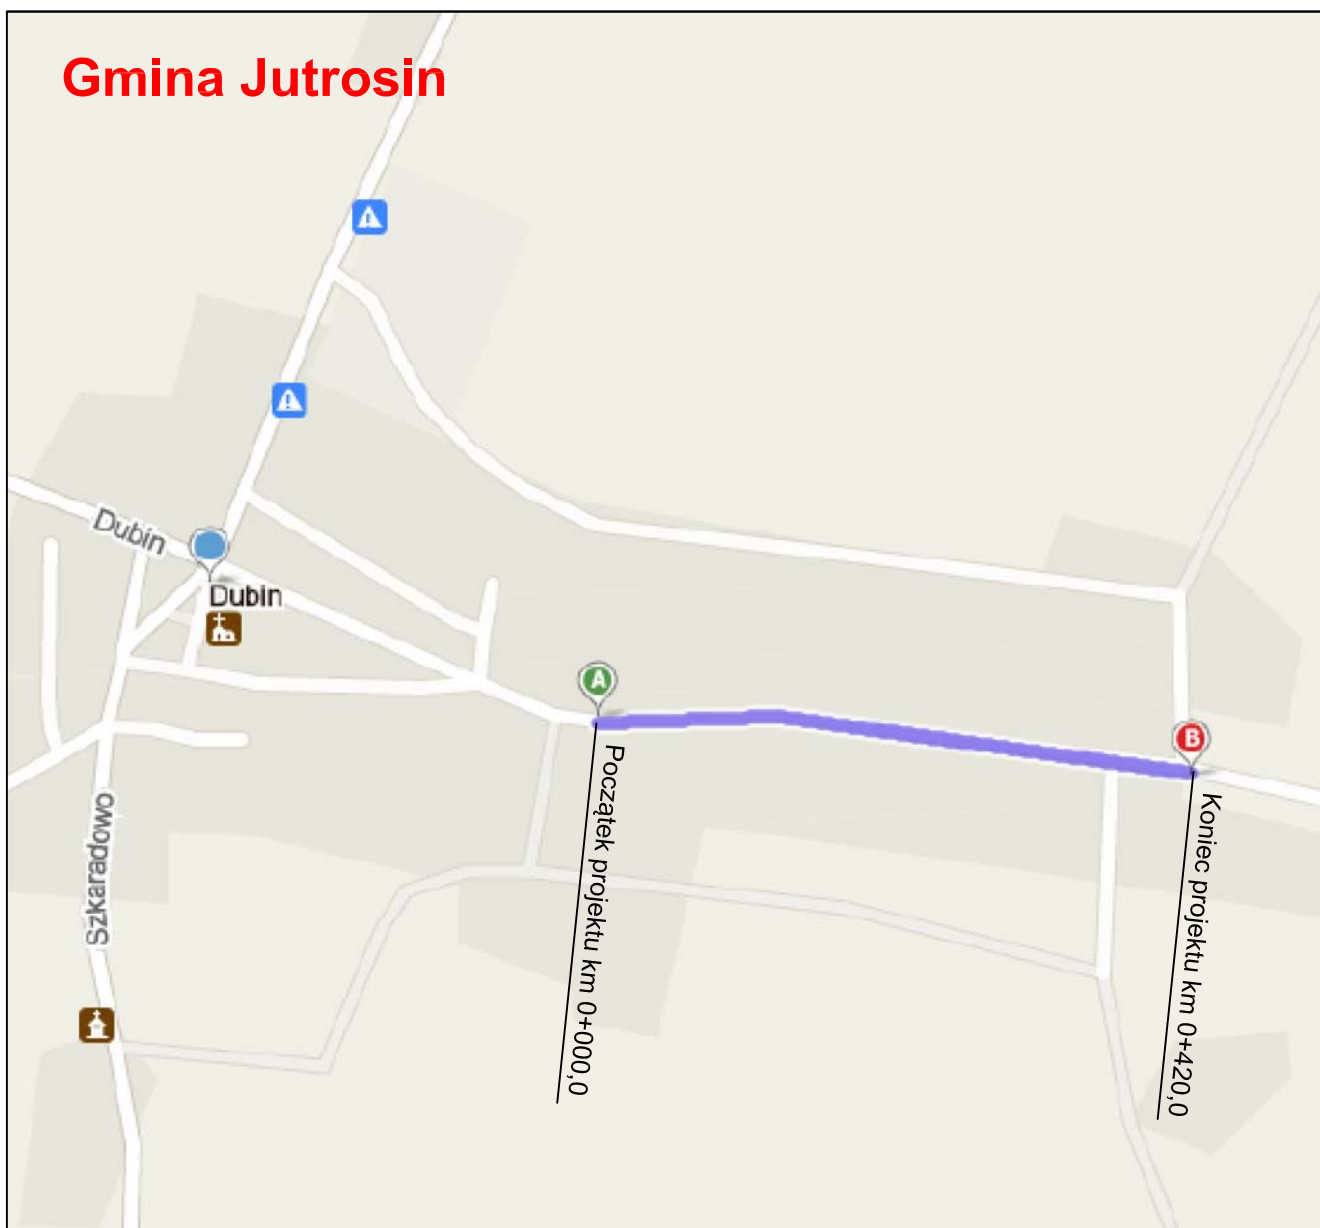 Gmina Jutrosin
Dubin
Dubin
A
B
Początek projektu km 0+000,0
Koniec projektu km 0+420,0
Szkaradowo